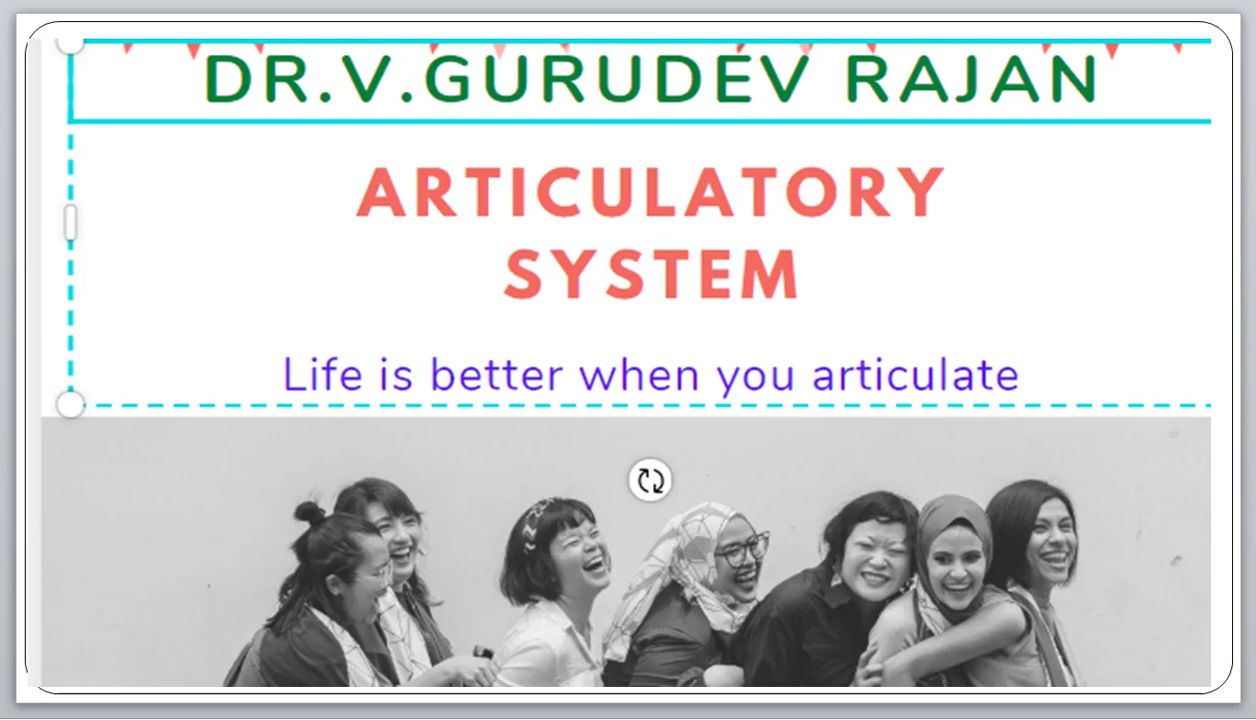 DR.V.GURUDEV RAJAN
ARTICULATORY
SYSTEM
Life is better when you articulate